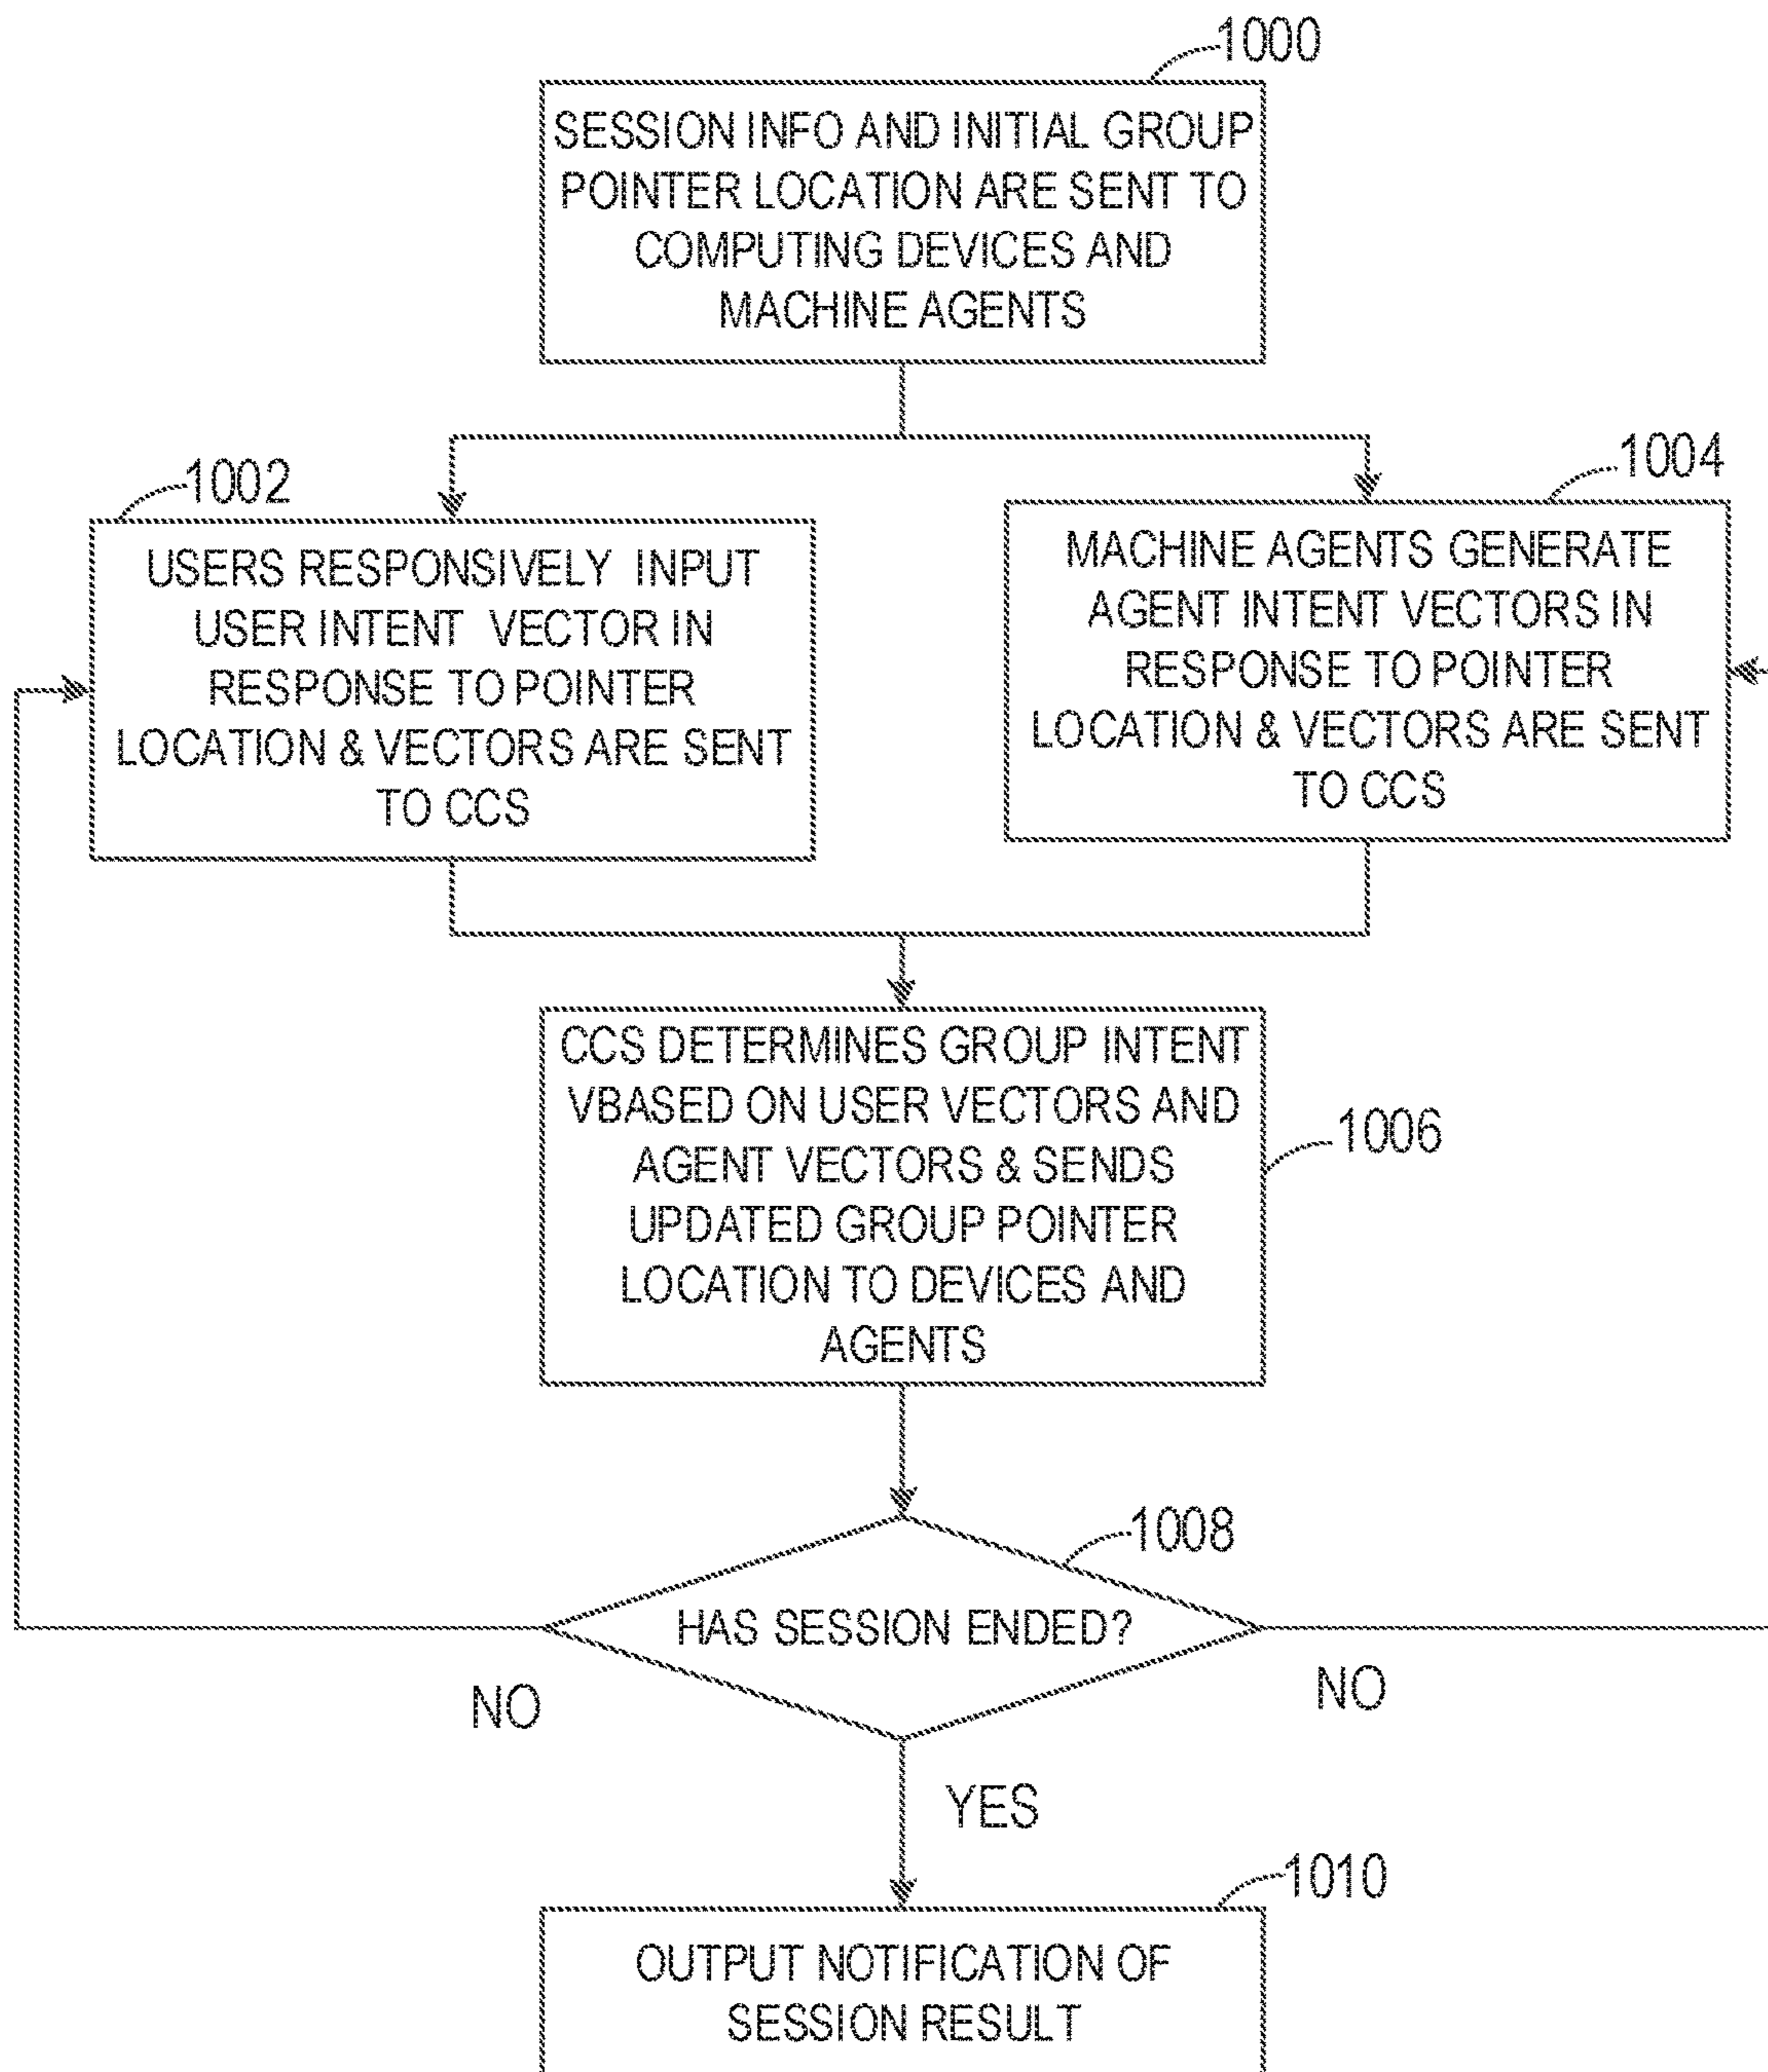 1000
SESSION INFO AND INITIAL GROUP
POINTER LOCATION ARE SENT TO
COMPUTING DEVICES AND
MACHINE AGENTS
1002
USERS RESPONSIVELY INPUT
USER INTENT VECTOR IN
RESPONSE TO POINTER
LOCATION & VECTORS ARE SENT
TO CCS
1004
MACHINE AGENTS GENERATE
AGENT INTENT VECTORS IN
RESPONSE TO POINTER
LOCATION & VECTORS ARE SENT
TO CCS
CCS DETERMINES GROUP INTENT
VBASED ON USER VECTORS AND
AGENT VECTORS & SENDS
UPDATED GROUP POINTER
LOCATION TO DEVICES AND
AGENTS
1006
1008
HAS SESSION ENDED?
NO
NO
YES
1010
OUTPUT NOTIFICATION OF
SESSION RESULT